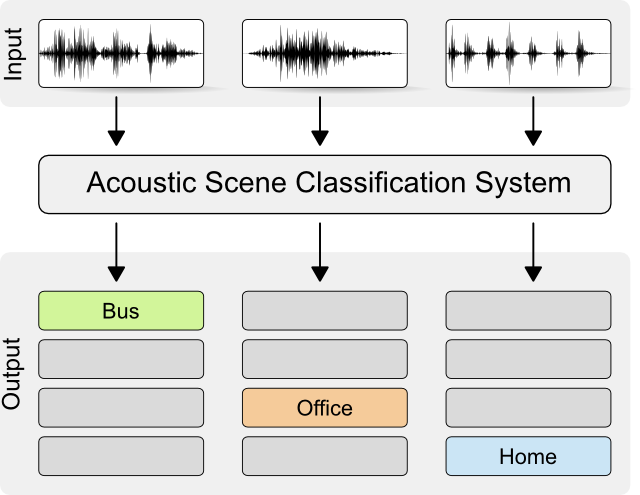 Input
Acoustic Scene Classification System
Output
Bus
Office
Home